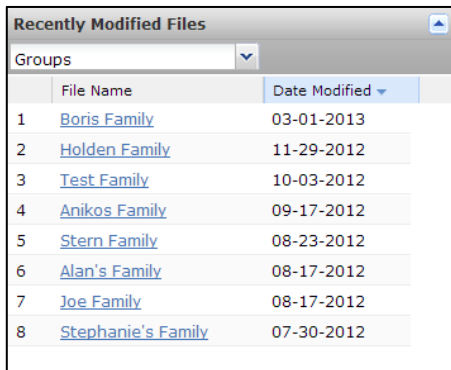 Recently Modified Files
Groups
File Name Date Modified
1 Boris Family 03-01-2013
2 Holden Family 11-29-2012
3 Test Family 10-03-2012
4 Anikos Family 09-17-2012
5 Stern Family 08-23-2012
6 Alan's Family 08-17-2012
7 Joe Family 08-17-2012
8 Stephanie's Family 07-30-2012